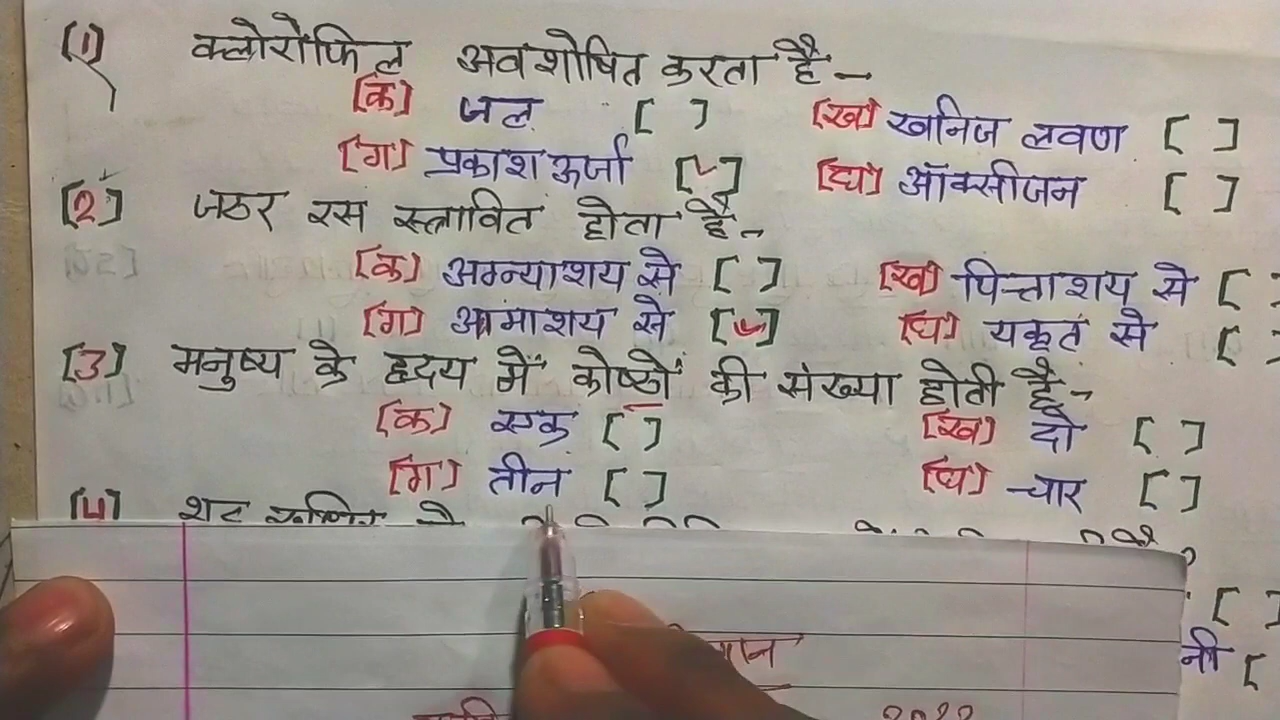 [1] क्लोरोफिल अवशोषित करता है-
[क] जल [ ] [ख] खनिज लवण [ ]
[ग] प्रकाश ऊर्जा [✓] [घ] ऑक्सीजन [ ]
[2] जठर रस स्त्रावित होता है-
[क] अग्न्याशय से [ ] [ख] पित्ताशय से [ ]
[ग] आमाशय से [✓] [घ] यकृत से [ ]
[3] मनुष्य के हृदय में कोष्ठों की संख्या होती है-
[क] एक [ ] [ख] दो [ ]
[ग] तीन [ ] [घ] चार [ ]
[4]
[ ]
नी [